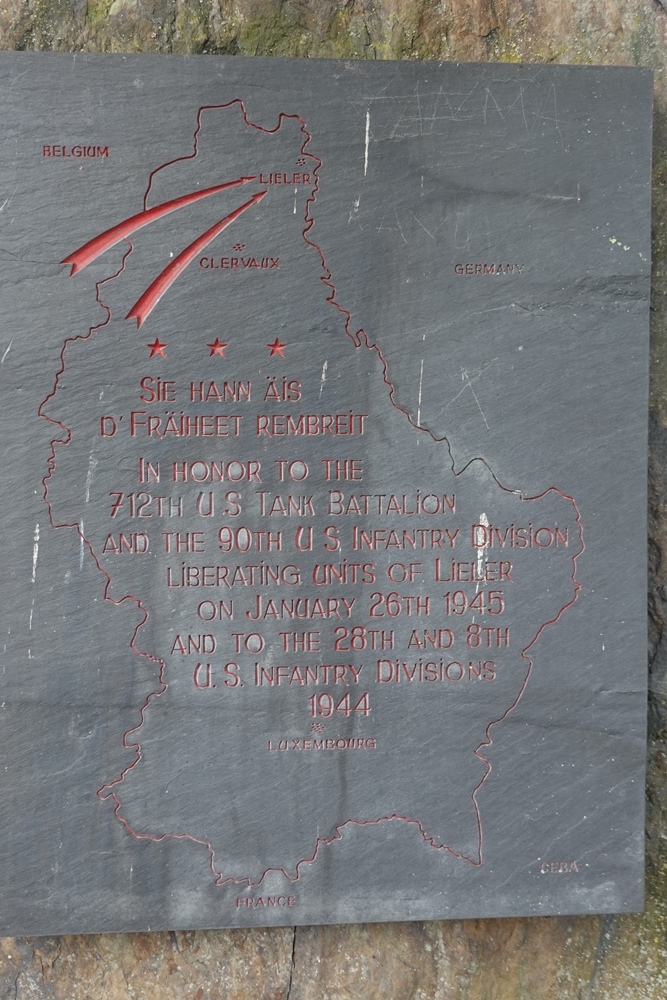 BELGIUM
LIELER
CLERVAUX
GERMANY
SIE HANN ÄIS
D'FRÄIHEET REMBREIT
IN HONOR TO THE
712TH U.S TANK BATTALION
AND THE 90TH U S INFANTRY DIVISION
LIBERATING UNITS OF LIELER
ON JANUARY 26TH 1945
AND TO THE 28TH AND 8TH
U.S. INFANTRY DIVISIONS
1944
LUXEMBOURG
FRANCE